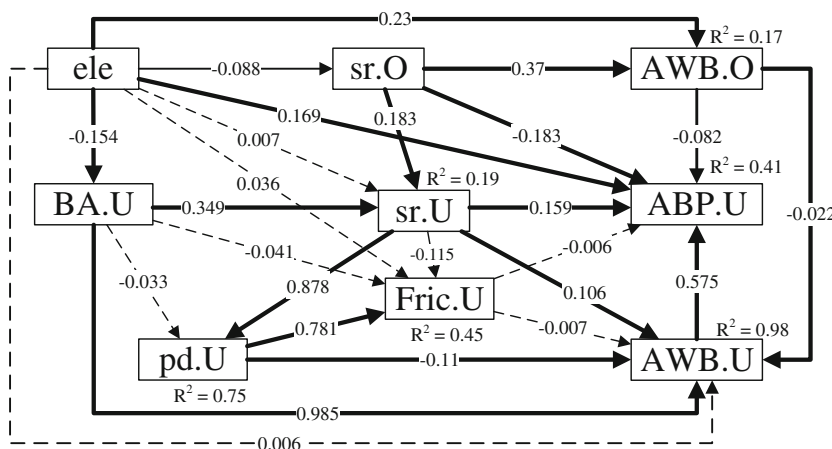 0.23
R² = 0.17
ele
-0.088
sr.O
0.37
AWB.O
0.183
0.169
-0.183
-0.082
-0.154
0.007
R² = 0.41
0.036
R² = 0.19
BA.U
0.349
sr.U
0.159
ABP.U
-0.022
-0.041
-0.115
-0.006
-0.033
0.878
Fric.U
0.106
0.575
0.781
R² = 0.45
-0.007
R² = 0.98
pd.U
-0.11
AWB.U
R² = 0.75
0.985
0.006